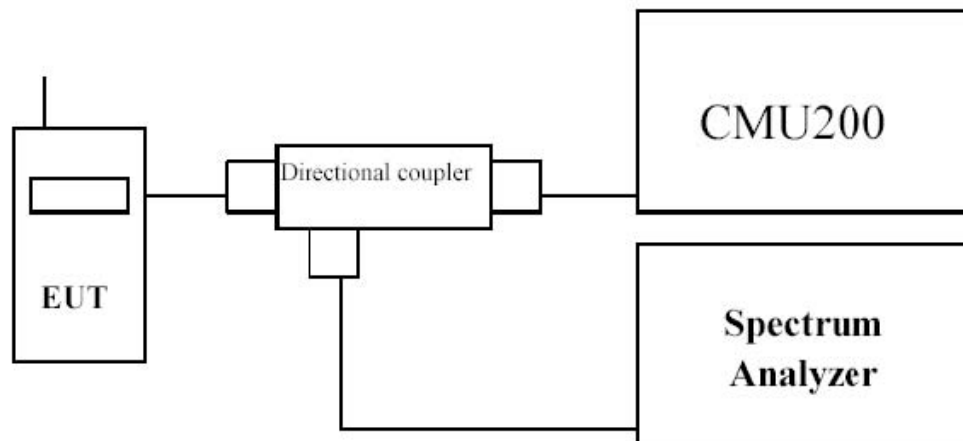 CMU200
Directional coupler
EUT
Spectrum
Analyzer